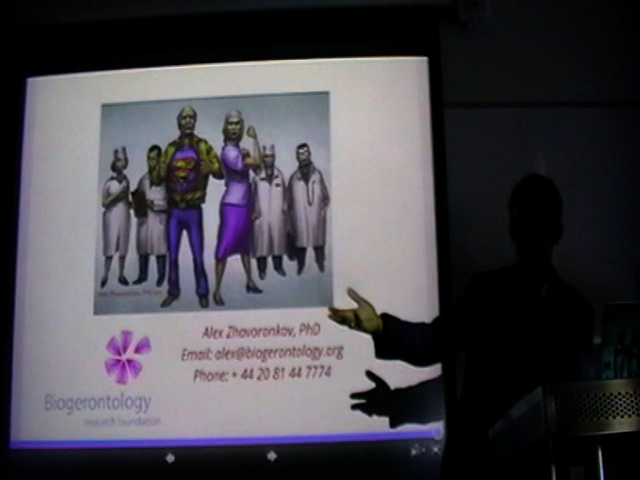 Alex Zhavoronkov, PhD
Email: alex@biogerontology.org
Phone: + 44 20 81 44 7774
Biogerontology
research foundation